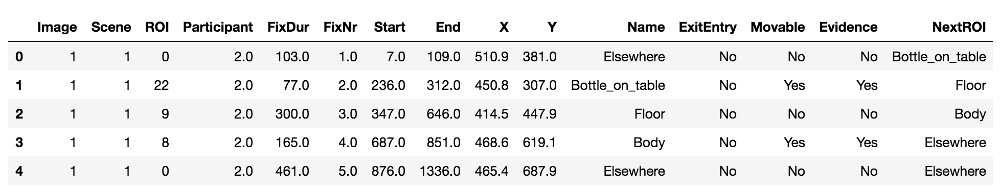 Image Scene ROI Participant FixDur FixNr Start End X Y Name ExitEntry Movable Evidence NextROI
0 1 1 0 2.0 103.0 1.0 7.0 109.0 510.9 381.0 Elsewhere No No No Bottle_on_table
1 1 1 22 2.0 77.0 2.0 236.0 312.0 450.8 307.0 Bottle_on_table No Yes Yes Floor
2 1 1 9 2.0 300.0 3.0 347.0 646.0 414.5 447.9 Floor No No No Body
3 1 1 8 2.0 165.0 4.0 687.0 851.0 468.6 619.1 Body No Yes Yes Elsewhere
4 1 1 0 2.0 461.0 5.0 876.0 1336.0 465.4 687.9 Elsewhere No No No Elsewhere